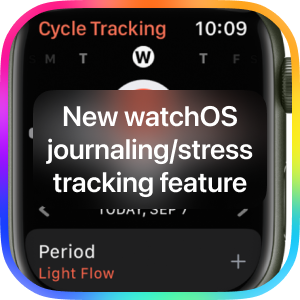 Cycle Tracking 10:09
M T W T F
New watchOS
journaling/stress
tracking feature
TODAY, SEP 7
Period
Light Flow